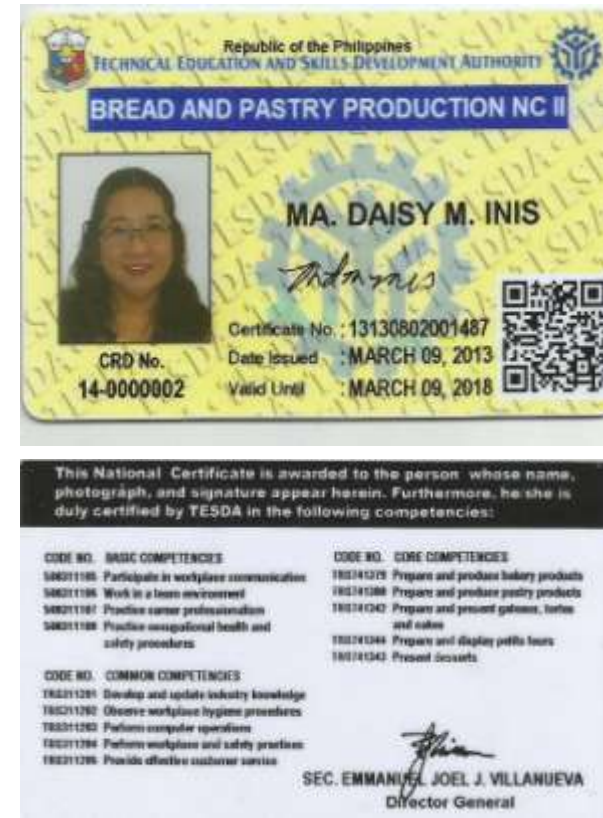 Republic of the Philippines
TECHNICAL EDUCATION AND SKILLS DEVELOPMENT AUTHORITY
BREAD AND PASTRY PRODUCTION NC II
MA. DAISY M. INIS
Certificate No. : 13130802001487
CRD No.
Date Issued : MARCH 09, 2013
14-0000002
Valid Until : MARCH 09, 2018
This National Certificate is awarded to the person whose name,
photograph, and signature appear herein. Furthermore, he she is
duly certified by TESDA in the following competencies:
CODE NO. BASIC COMPETENCIES
Participate in workplace communication
Work in a team environment
Practice career professionalism
Practice occupational health and
safety procedures
CODE NO. COMMON COMPETENCIES
Develop and update industry knowledge
Observe workplace hygiene procedures
Perform computer operations
Perform workplace and safety practices
Provide effective customer service
CODE NO. CORE COMPETENCIES
Prepare and produce bakery products
Prepare and produce pastry products
Prepare and present gateaux, tortes
and cakes
Prepare and display petits fours
Present desserts
SEC. EMMANUEL JOEL J. VILLANUEVA
Director General